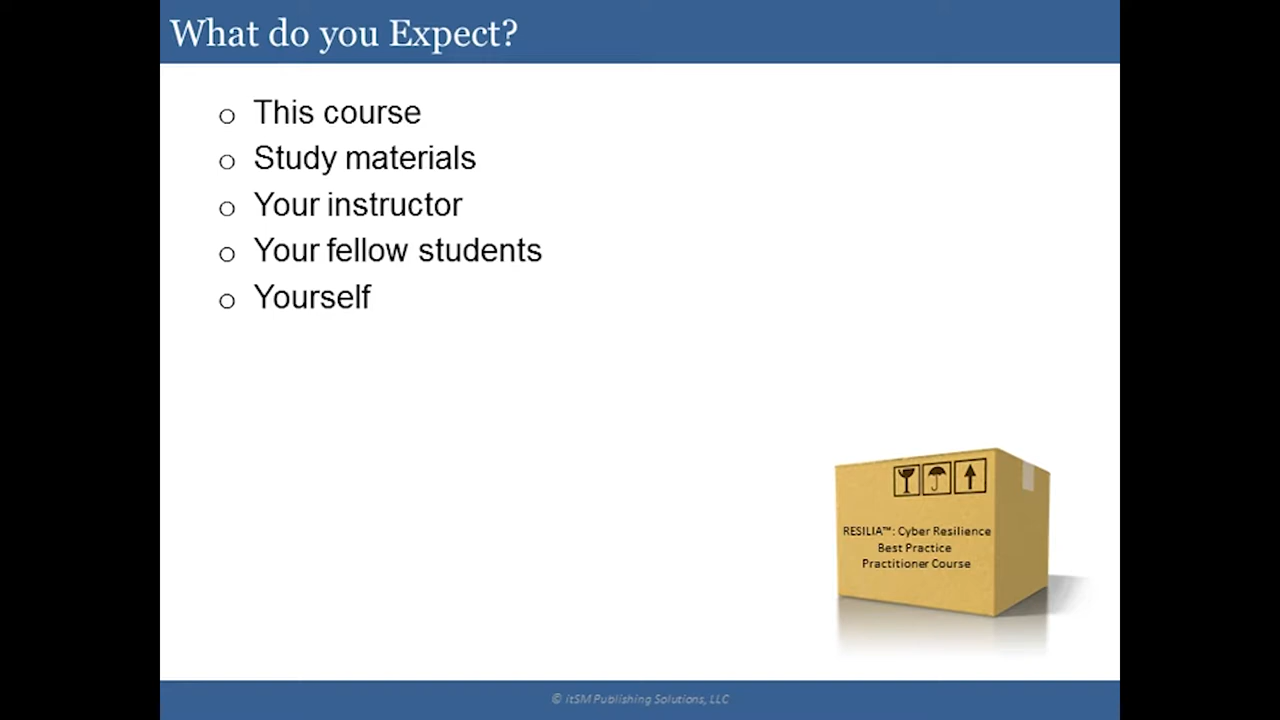 What do you Expect?
o This course
o Study materials
o Your instructor
o Your fellow students
o Yourself
RESILIA™: Cyber Resilience
Best Practice
Practitioner Course
© itSM Publishing Solutions, LLC